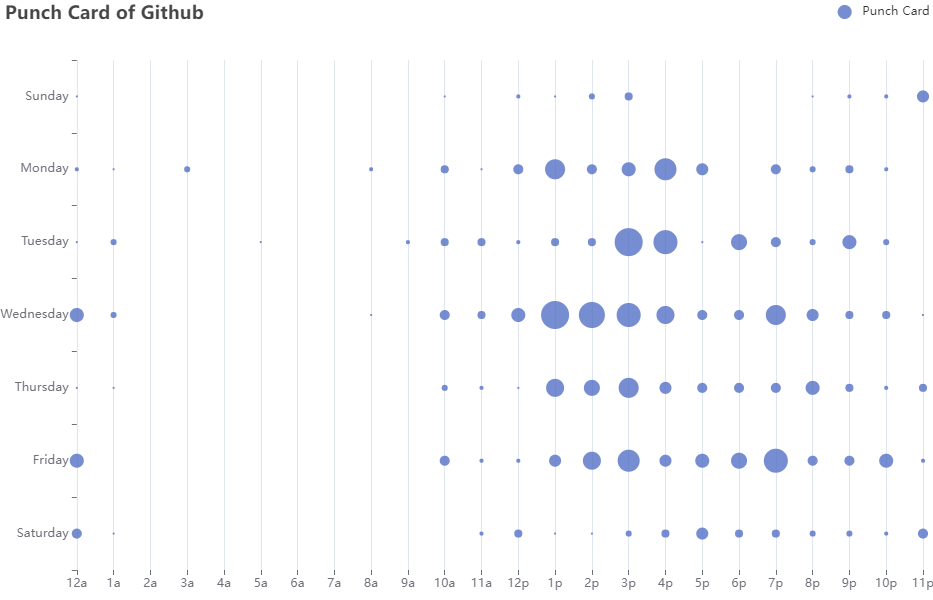 Punch Card of Github
Punch Card
Sunday
Monday
Tuesday
Wednesday
Thursday
Friday
Saturday
12a 1a 2a 3a 4a 5a 6a 7a 8a 9a 10a 11a 12p 1p 2p 3p 4p 5p 6p 7p 8p 9p 10p 11p